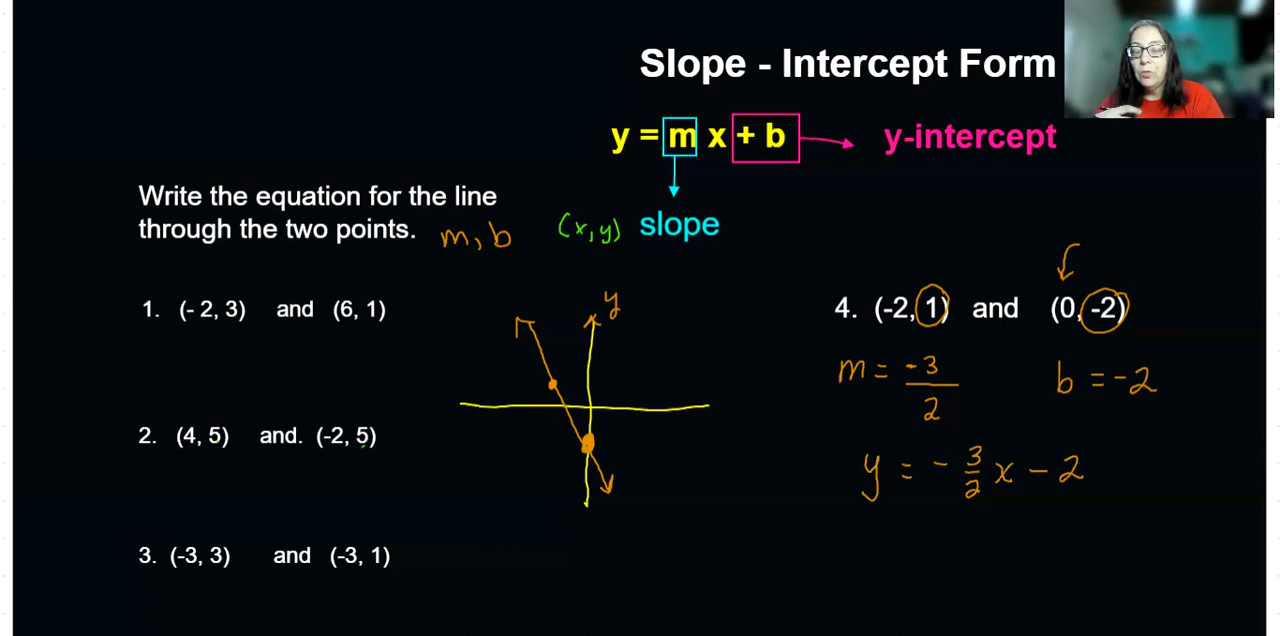 Slope - Intercept Form
y = m x + b
y-intercept
slope
Write the equation for the line
through the two points. m, b (x,y)
1. (- 2, 3) and (6, 1)
2. (4, 5) and. (-2, 5)
3. (-3, 3) and (-3, 1)
y
4. (-2, 1) and (0, -2)
m = -3/2 b = -2
y = - 3/2 x - 2